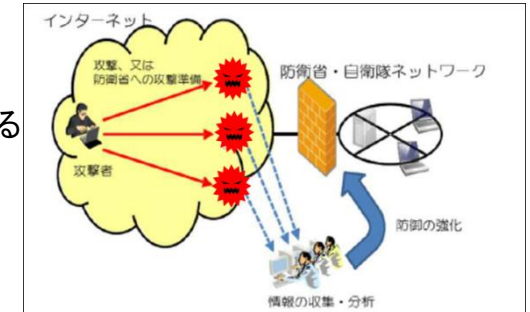 インターネット
攻撃、又は
防衛省への攻撃準備
防衛省・自衛隊ネットワーク
る
攻撃者
防御の強化
情報の収集・分析